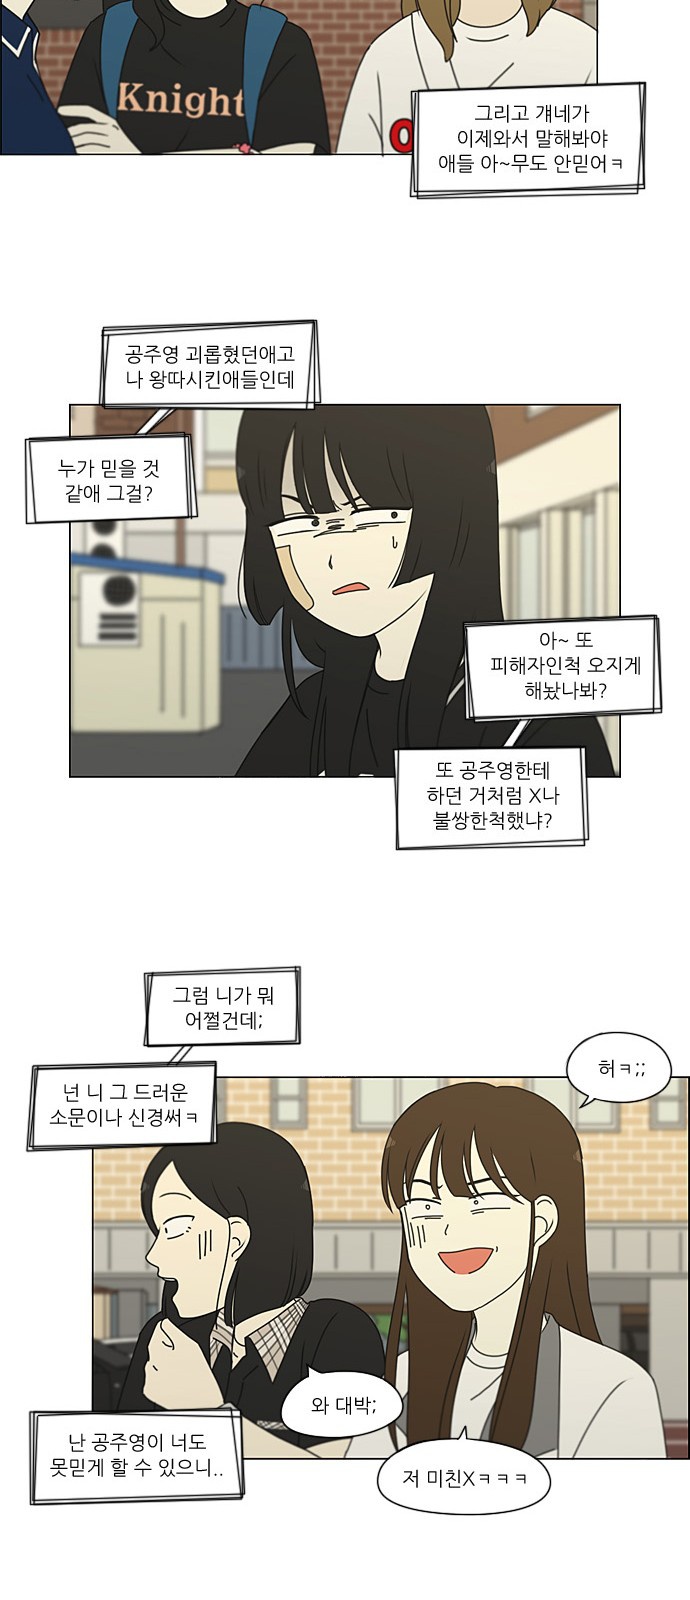 Knight
그리고 걔네가
이제와서 말해봐야
애들 아~무도 안믿어ㅋ
공주영 괴롭혔던애고
나 왕따시킨애들인데
누가 믿을 것
같애 그걸?
아~ 또
피해자인척 오지게
해놨나봐?
또 공주영한테
하던 거처럼 X나
불쌍한척했냐?
그럼 니가 뭐
어쩔건데;
넌 니 그 드러운
소문이나 신경써ㅋ
허ㅋ;;
와 대박;
난 공주영이 너도
못믿게 할 수 있으니..
저 미친Xㅋㅋㅋ